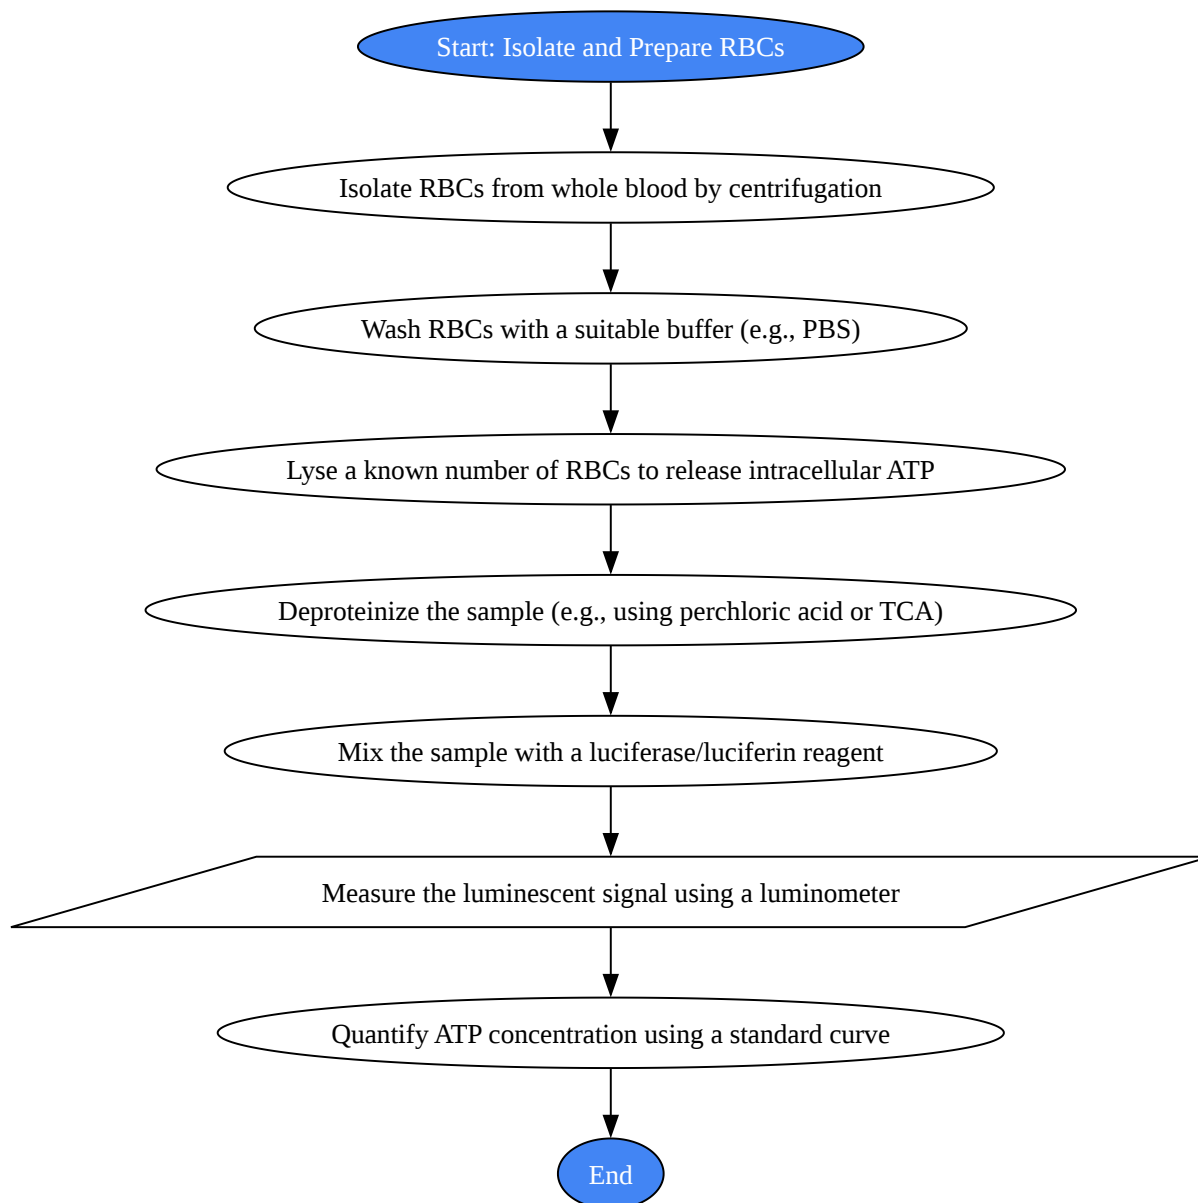 Start: Isolate and Prepare RBCs
Isolate RBCs from whole blood by centrifugation
Wash RBCs with a suitable buffer (e.g., PBS)
Lyse a known number of RBCs to release intracellular ATP
Deproteinize the sample (e.g., using perchloric acid or TCA)
Mix the sample with a luciferase/luciferin reagent
Measure the luminescent signal using a luminometer
Quantify ATP concentration using a standard curve
End